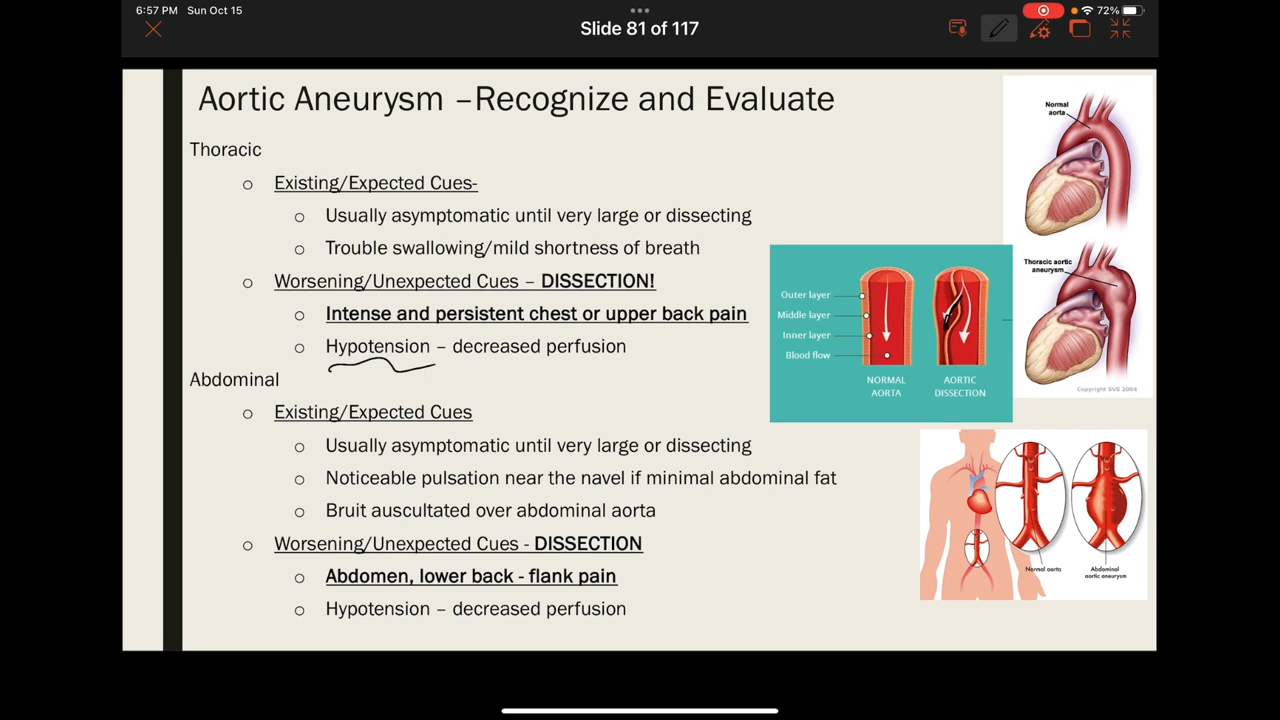 6:57 PM Sun Oct 15
72%
Slide 81 of 117
Aortic Aneurysm –Recognize and Evaluate
Thoracic
o Existing/Expected Cues-
o Usually asymptomatic until very large or dissecting
o Trouble swallowing/mild shortness of breath
o Worsening/Unexpected Cues – DISSECTION!
o Intense and persistent chest or upper back pain
o Hypotension – decreased perfusion
Abdominal
o Existing/Expected Cues
o Usually asymptomatic until very large or dissecting
o Noticeable pulsation near the navel if minimal abdominal fat
o Bruit auscultated over abdominal aorta
o Worsening/Unexpected Cues - DISSECTION
o Abdomen, lower back - flank pain
o Hypotension – decreased perfusion
Outer layer
Middle layer
Inner layer
Blood flow
NORMAL
AORTA
AORTIC
DISSECTION
Normal
aorta
Thoracic aortic
aneurysm
Copyright SVS 2004
Normal aorta
Abdominal
aortic aneurysm